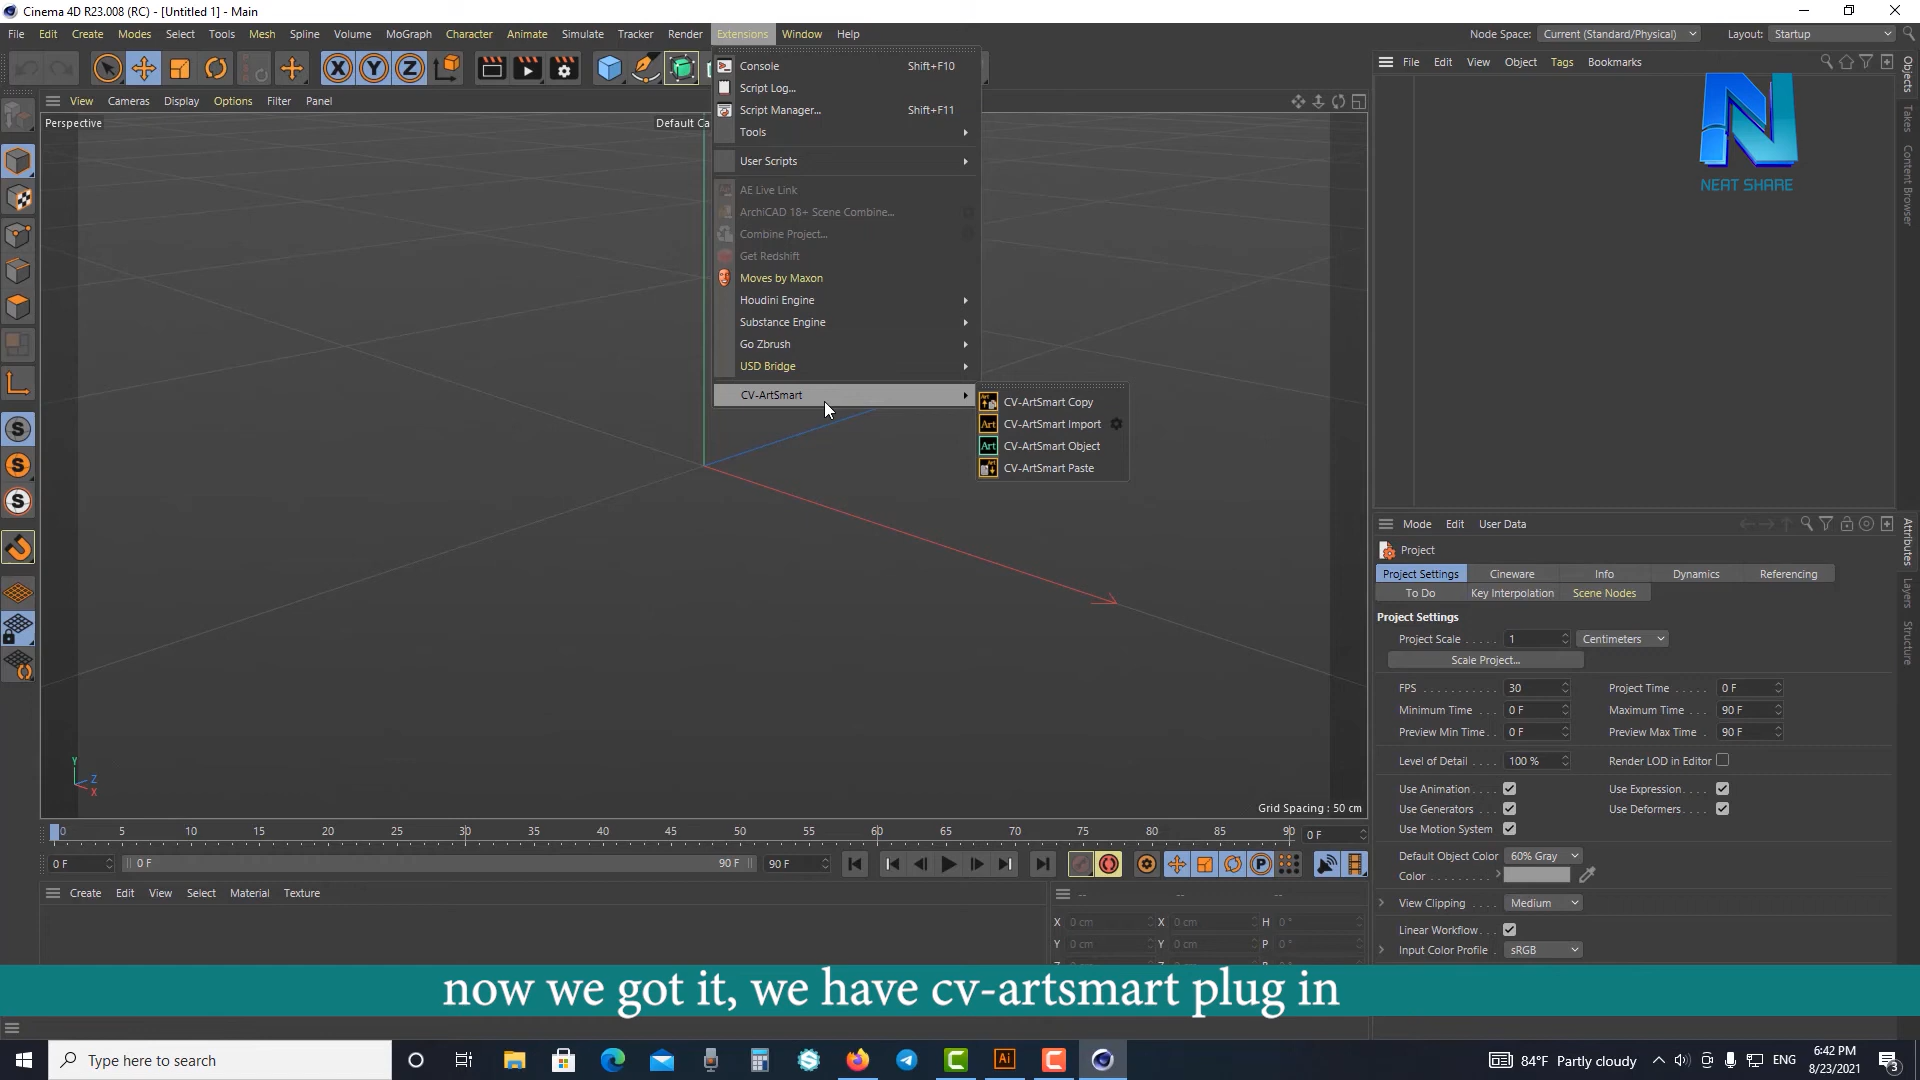 Cinema 4D R23.008 (RC) - [Untitled 1] - Main
File Edit Create Modes Select Tools Mesh Spline Volume MoGraph Character Animate Simulate Tracker Render Extensions Window Help
Node Space: Current (Standard/Physical) Layout: Startup
View Cameras Display Options Filter Panel
File Edit View Object Tags Bookmarks
Perspective
Default Ca
Console Shift+F10
Script Log...
Script Manager... Shift+F11
Tools
User Scripts
AE Live Link
ArchiCAD 18+ Scene Combine...
Combine Project...
Get Redshift
Moves by Maxon
Houdini Engine
Substance Engine
Go Zbrush
USD Bridge
CV-ArtSmart
CV-ArtSmart Copy
CV-ArtSmart Import
CV-ArtSmart Object
CV-ArtSmart Paste
NEAT SHARE
Objects
Takes
Content Browser
Attributes
Layers
Structure
Mode Edit User Data
Project
Project Settings Cineware Info Dynamics Referencing
To Do Key Interpolation Scene Nodes
Project Settings
Project Scale 1 Centimeters
Scale Project...
FPS 30 Project Time 0 F
Minimum Time 0 F Maximum Time 90 F
Preview Min Time 0 F Preview Max Time 90 F
Level of Detail 100 % Render LOD in Editor
Use Animation Use Expression
Use Generators Use Deformers
Use Motion System
Default Object Color 60% Gray
Color
View Clipping Medium
Linear Workflow
Input Color Profile sRGB
Y Z X
Grid Spacing : 50 cm
0 5 10 15 20 25 30 35 40 45 50 55 60 65 70 75 80 85 90 0 F
0 F 0 F 90 F 90 F
Create Edit View Select Material Texture
-- -- --
X 0 cm X 0 cm H 0 °
Y 0 cm Y 0 cm P 0 °
now we got it, we have cv-artsmart plug in
Type here to search
84°F Partly cloudy ENG
6:42 PM
8/23/2021
3